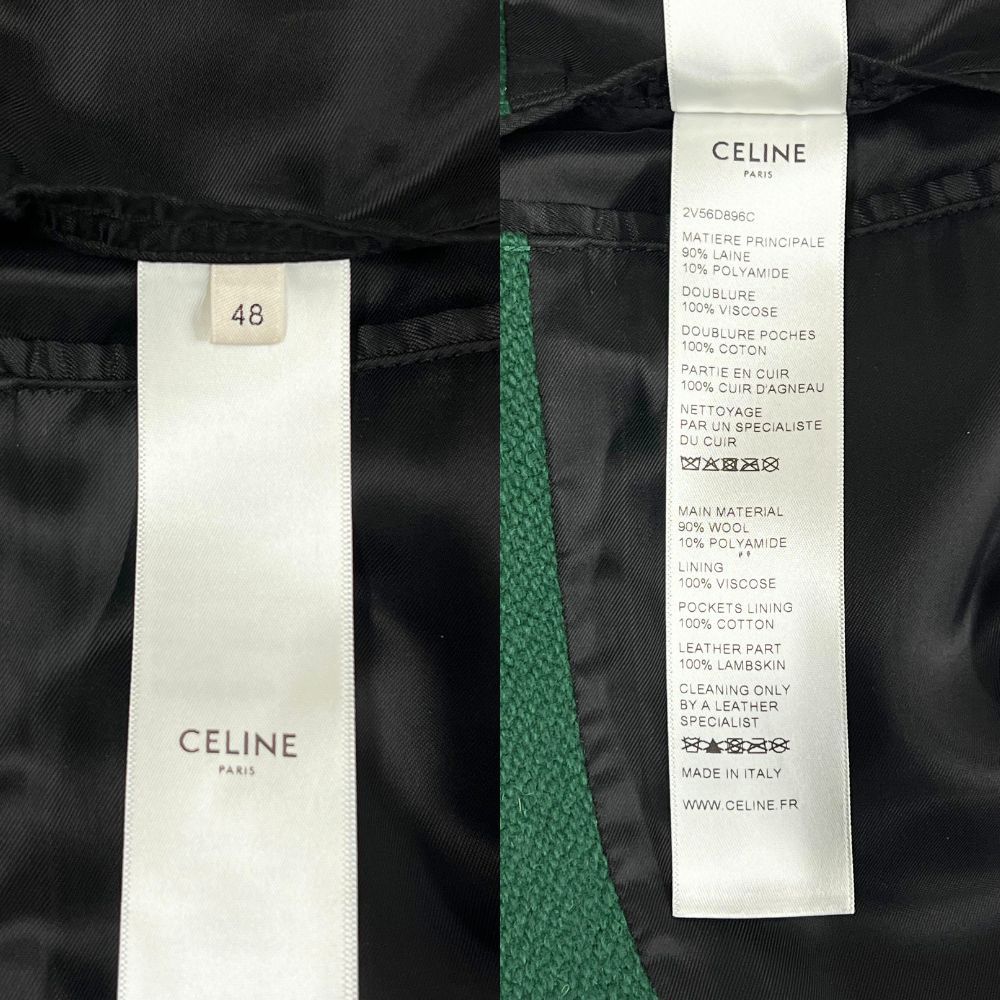 48
CELINE
PARIS
CELINE
PARIS
2V56D896C
MATIERE PRINCIPALE
90% LAINE
10% POLYAMIDE
DOUBLURE
100% VISCOSE
DOUBLURE POCHES
100% COTON
PARTIE EN CUIR
100% CUIR D'AGNEAU
NETTOYAGE
PAR UN SPECIALISTE
DU CUIR
MAIN MATERIAL
90% WOOL
10% POLYAMIDE
LINING
100% VISCOSE
POCKETS LINING
100% COTTON
LEATHER PART
100% LAMBSKIN
CLEANING ONLY
BY A LEATHER
SPECIALIST
MADE IN ITALY
WWW.CELINE.FR